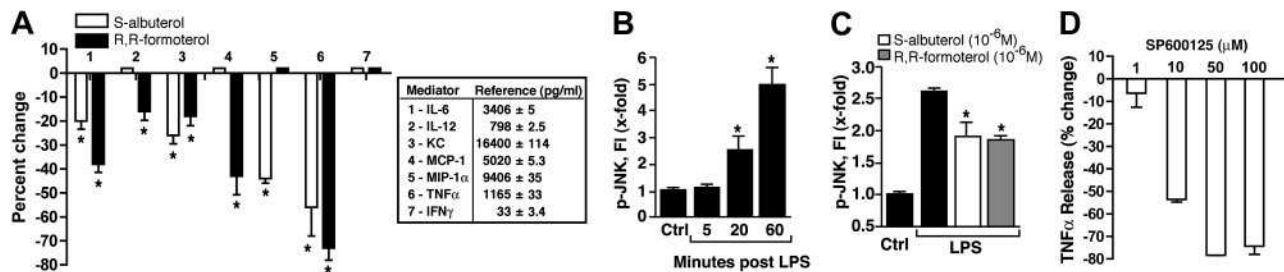 A
S-albuterol
R,R-formoterol
20
10
0
-10
-20
-30
-40
-50
-60
-70
-80
Percent change
1 2 3 4 5 6 7
* * * * * * * * *
Mediator Reference (pg/ml)
1 - IL-6 3406 ± 5
2 - IL-12 798 ± 2.5
3 - KC 16400 ± 114
4 - MCP-1 5020 ± 5.3
5 - MIP-1α 9406 ± 35
6 - TNFα 1165 ± 33
7 - IFNγ 33 ± 3.4
B
p-JNK, FI (x-fold)
6
5
4
3
2
1
0
* *
Ctrl 5 20 60
Minutes post LPS
C
S-albuterol (10⁻⁶M)
R,R-formoterol (10⁻⁶M)
p-JNK, FI (x-fold)
3.0
2.5
2.0
1.5
1.0
* *
Ctrl
LPS
D
SP600125 (µM)
1 10 50 100
0
-10
-20
-30
-40
-50
-60
-70
-80
TNFα Release (% change)